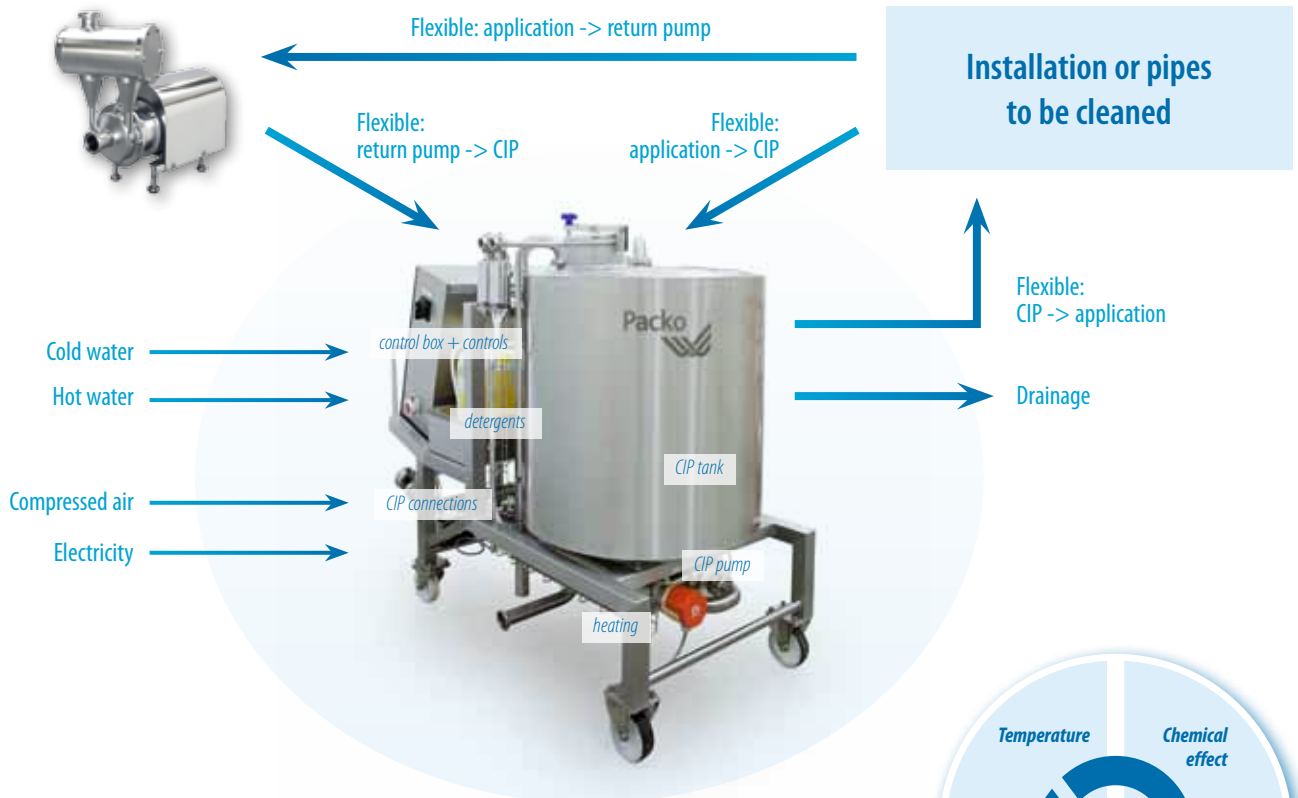 Flexible: application -> return pump
Installation or pipes
to be cleaned
Flexible:
return pump -> CIP
Flexible:
application -> CIP
Packo
Flexible:
CIP -> application
control box + controls
Cold water
Hot water
Drainage
detergents
CIP tank
Compressed air
CIP connections
Electricity
CIP pump
heating
Temperature
Chemical
effect